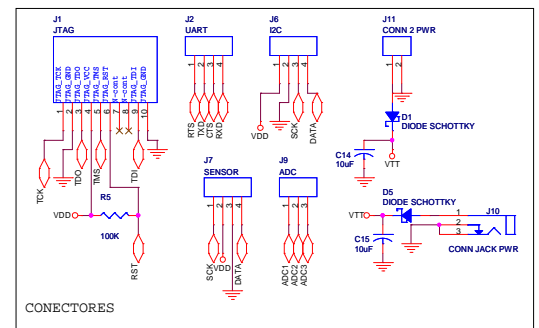 J1
JTAG
JTAG_TCK
JTAG_GND
JTAG_TDO
JTAG_VCC
JTAG_TMS
JTAG_RST
N-cont
N-cont
JTAG_TDI
JTAG_GND
1
2
3
4
5
6
7
8
9
10
TCK
TDO
TMS
TDI
VDD
R5
100K
RST
J2
UART
1
2
3
4
RTS
TXD
CTS
RXD
J6
I2C
1
2
3
4
VDD
SCK
DATA
J11
CONN 2 PWR
1
2
D1
DIODE SCHOTTKY
C14
10uF
VTT
J7
SENSOR
1
2
3
4
SCK
VDD
DATA
J9
ADC
1
2
3
ADC1
ADC2
ADC3
D5
DIODE SCHOTTKY
VTT
C15
10uF
1
2
3
J10
CONN JACK PWR
CONECTORES